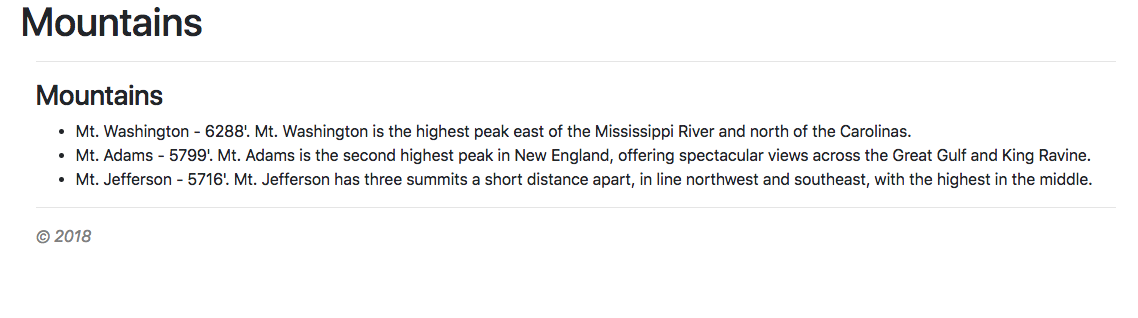 Mountains
Mountains
• Mt. Washington - 6288'. Mt. Washington is the highest peak east of the Mississippi River and north of the Carolinas.
• Mt. Adams - 5799'. Mt. Adams is the second highest peak in New England, offering spectacular views across the Great Gulf and King Ravine.
• Mt. Jefferson - 5716'. Mt. Jefferson has three summits a short distance apart, in line northwest and southeast, with the highest in the middle.
© 2018